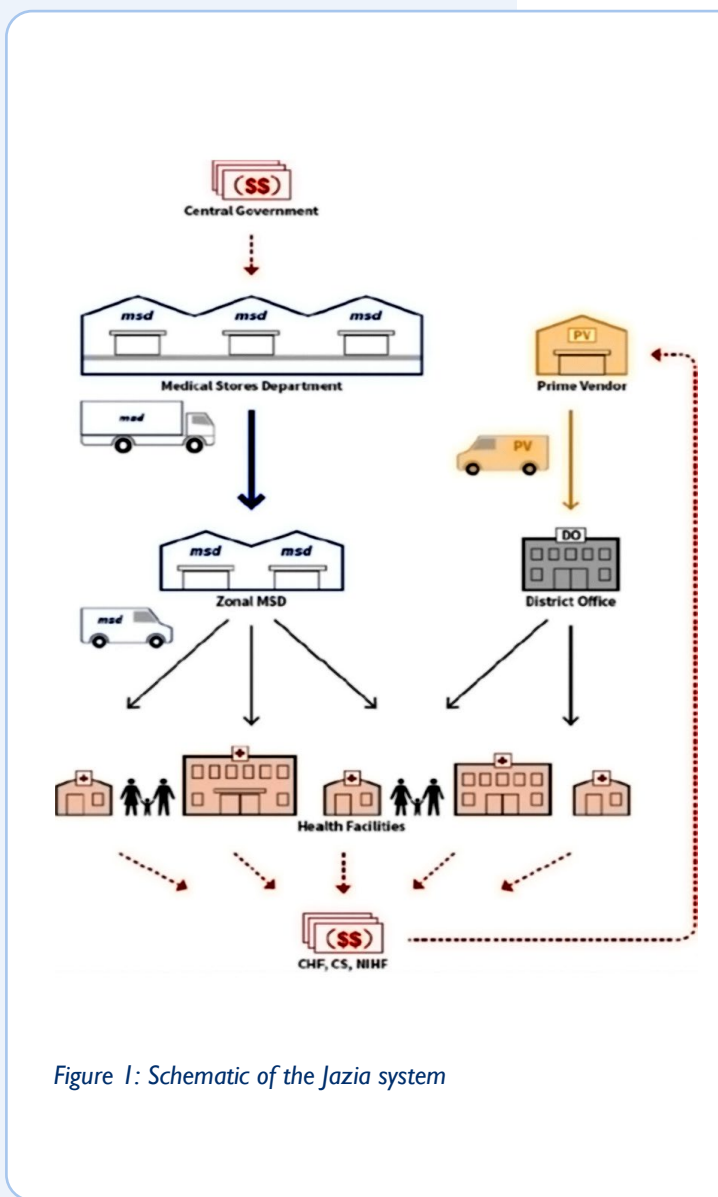 ($$)
Central Government
msd msd msd
PV
Medical Stores Department
Prime Vendor
msd
PV
DO
msd msd
Zonal MSD
District Office
msd
Health Facilities
($$)
CHF, CS, NIHF
Figure 1: Schematic of the Jazia system